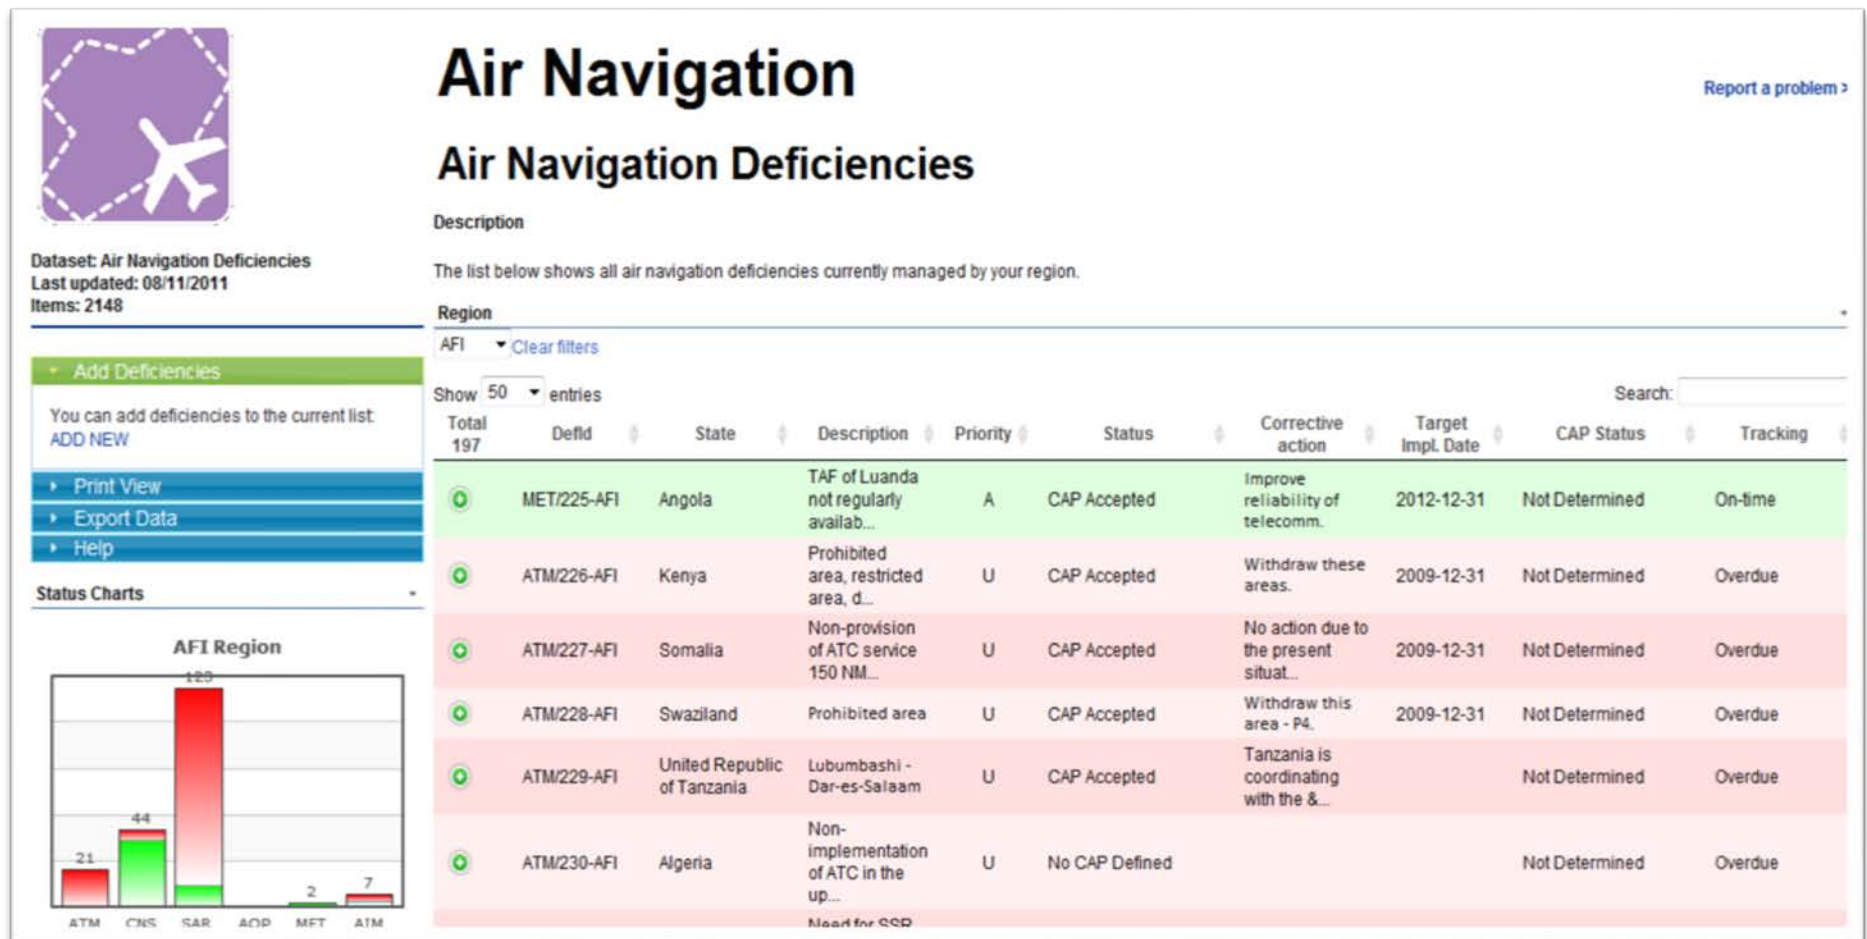 Air Navigation
Report a problem >
Air Navigation Deficiencies
Description
The list below shows all air navigation deficiencies currently managed by your region.
Dataset: Air Navigation Deficiencies
Last updated: 08/11/2011
Items: 2148
Region
AFI Clear filters
Show 50 entries
Search:
Add Deficiencies
You can add deficiencies to the current list:
ADD NEW
Print View
Export Data
Help
Status Charts
AFI Region
123
44
21
2
7
ATM CNS SAR AOP MET AIM
Total
197
DefId State Description Priority Status Corrective
action Target
Impl. Date CAP Status Tracking
MET/225-AFI Angola TAF of Luanda
not regularly
availab... A CAP Accepted Improve
reliability of
telecomm. 2012-12-31 Not Determined On-time
ATM/226-AFI Kenya Prohibited
area, restricted
area, d... U CAP Accepted Withdraw these
areas. 2009-12-31 Not Determined Overdue
ATM/227-AFI Somalia Non-provision
of ATC service
150 NM... U CAP Accepted No action due to
the present
situat... 2009-12-31 Not Determined Overdue
ATM/228-AFI Swaziland Prohibited area U CAP Accepted Withdraw this
area - P4. 2009-12-31 Not Determined Overdue
ATM/229-AFI United Republic
of Tanzania Lubumbashi -
Dar-es-Salaam U CAP Accepted Tanzania is
coordinating
with the &... Not Determined Overdue
ATM/230-AFI Algeria Non-
implementation
of ATC in the
up... U No CAP Defined Not Determined Overdue
Need for SSR